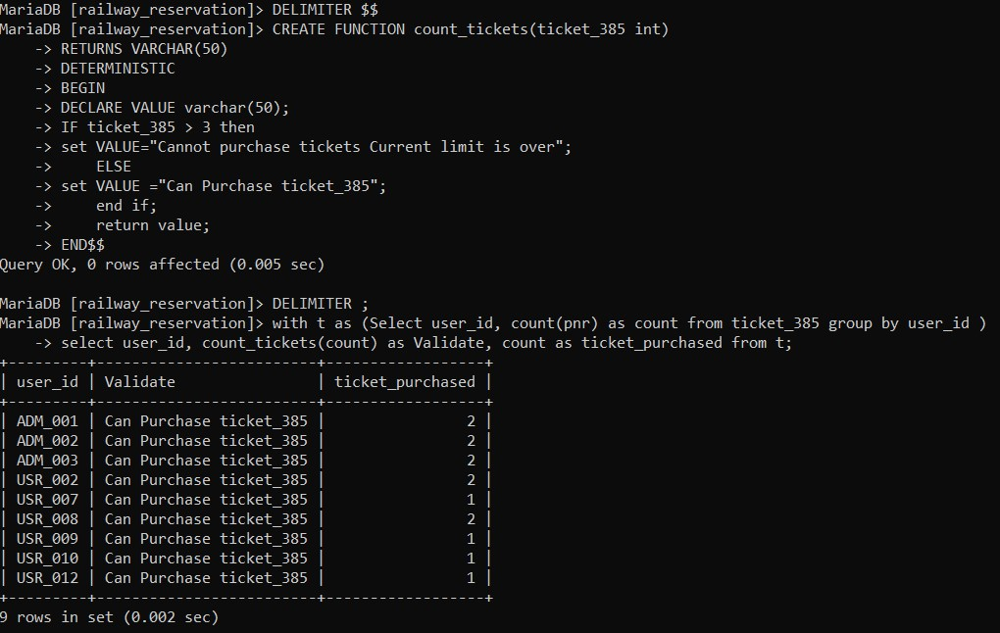 MariaDB [railway_reservation]> DELIMITER $$
MariaDB [railway_reservation]> CREATE FUNCTION count_tickets(ticket_385 int)
    -> RETURNS VARCHAR(50)
    -> DETERMINISTIC
    -> BEGIN
    -> DECLARE VALUE varchar(50);
    -> IF ticket_385 > 3 then
    -> set VALUE="Cannot purchase tickets Current limit is over";
    ->     ELSE
    -> set VALUE ="Can Purchase ticket_385";
    ->     end if;
    ->     return value;
    -> END$$
Query OK, 0 rows affected (0.005 sec)

MariaDB [railway_reservation]> DELIMITER ;
MariaDB [railway_reservation]> with t as (Select user_id, count(pnr) as count from ticket_385 group by user_id )
    -> select user_id, count_tickets(count) as Validate, count as ticket_purchased from t;
+---------+-------------------------+------------------+
| user_id | Validate                | ticket_purchased |
+---------+-------------------------+------------------+
| ADM_001 | Can Purchase ticket_385 |                2 |
| ADM_002 | Can Purchase ticket_385 |                2 |
| ADM_003 | Can Purchase ticket_385 |                2 |
| USR_002 | Can Purchase ticket_385 |                2 |
| USR_007 | Can Purchase ticket_385 |                1 |
| USR_008 | Can Purchase ticket_385 |                2 |
| USR_009 | Can Purchase ticket_385 |                1 |
| USR_010 | Can Purchase ticket_385 |                1 |
| USR_012 | Can Purchase ticket_385 |                1 |
+---------+-------------------------+------------------+
9 rows in set (0.002 sec)